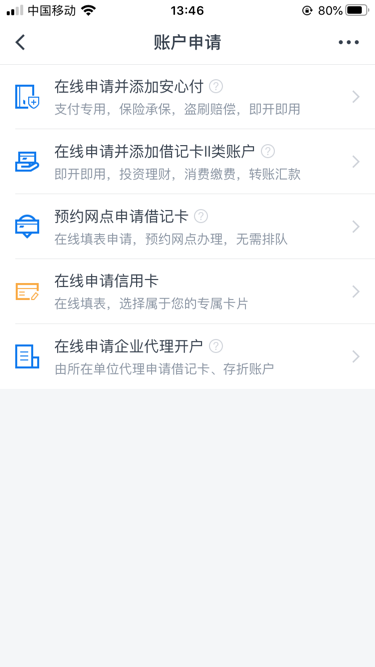 中国移动
13:46
80%
账户申请
在线申请并添加安心付
支付专用，保险承保，盗刷赔偿，即开即用
在线申请并添加借记卡II类账户
即开即用，投资理财，消费缴费，转账汇款
预约网点申请借记卡
在线填表申请，预约网点办理，无需排队
在线申请信用卡
在线填表，选择属于您的专属卡片
在线申请企业代理开户
由所在单位代理申请借记卡、存折账户